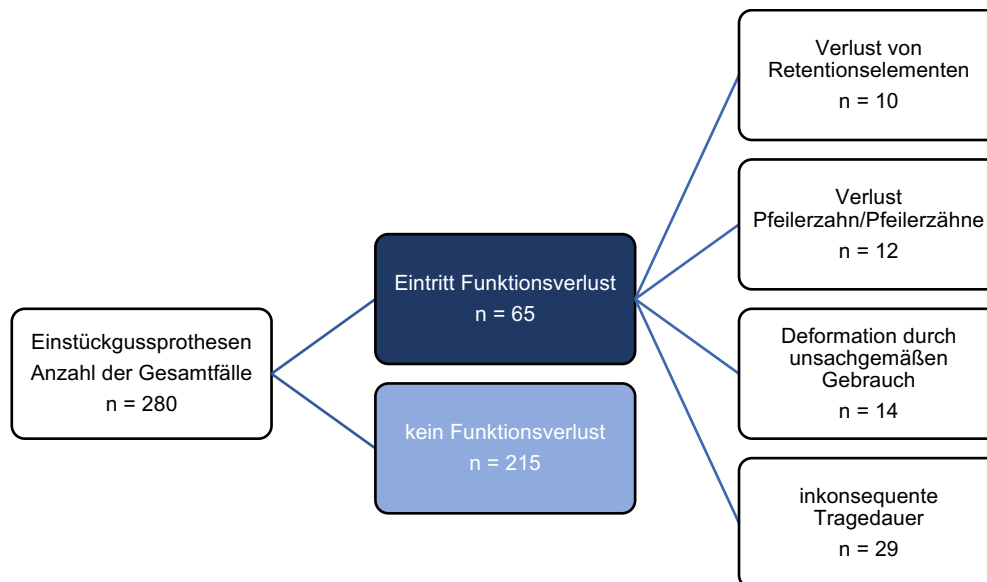 Einstückgussprothesen
Anzahl der Gesamtfälle
n = 280
Eintritt Funktionsverlust
n = 65
kein Funktionsverlust
n = 215
Verlust von
Retentionselementen
n = 10
Verlust
Pfeilerzahn/Pfeilerzähne
n = 12
Deformation durch
unsachgemäßen
Gebrauch
n = 14
inkonsequente
Tragedauer
n = 29